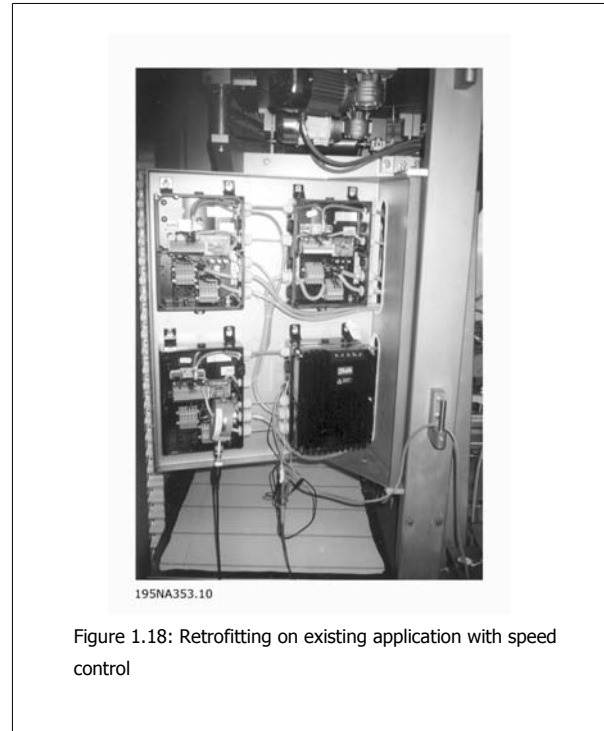 195NA353.10
Figure 1.18: Retrofitting on existing application with speed
control